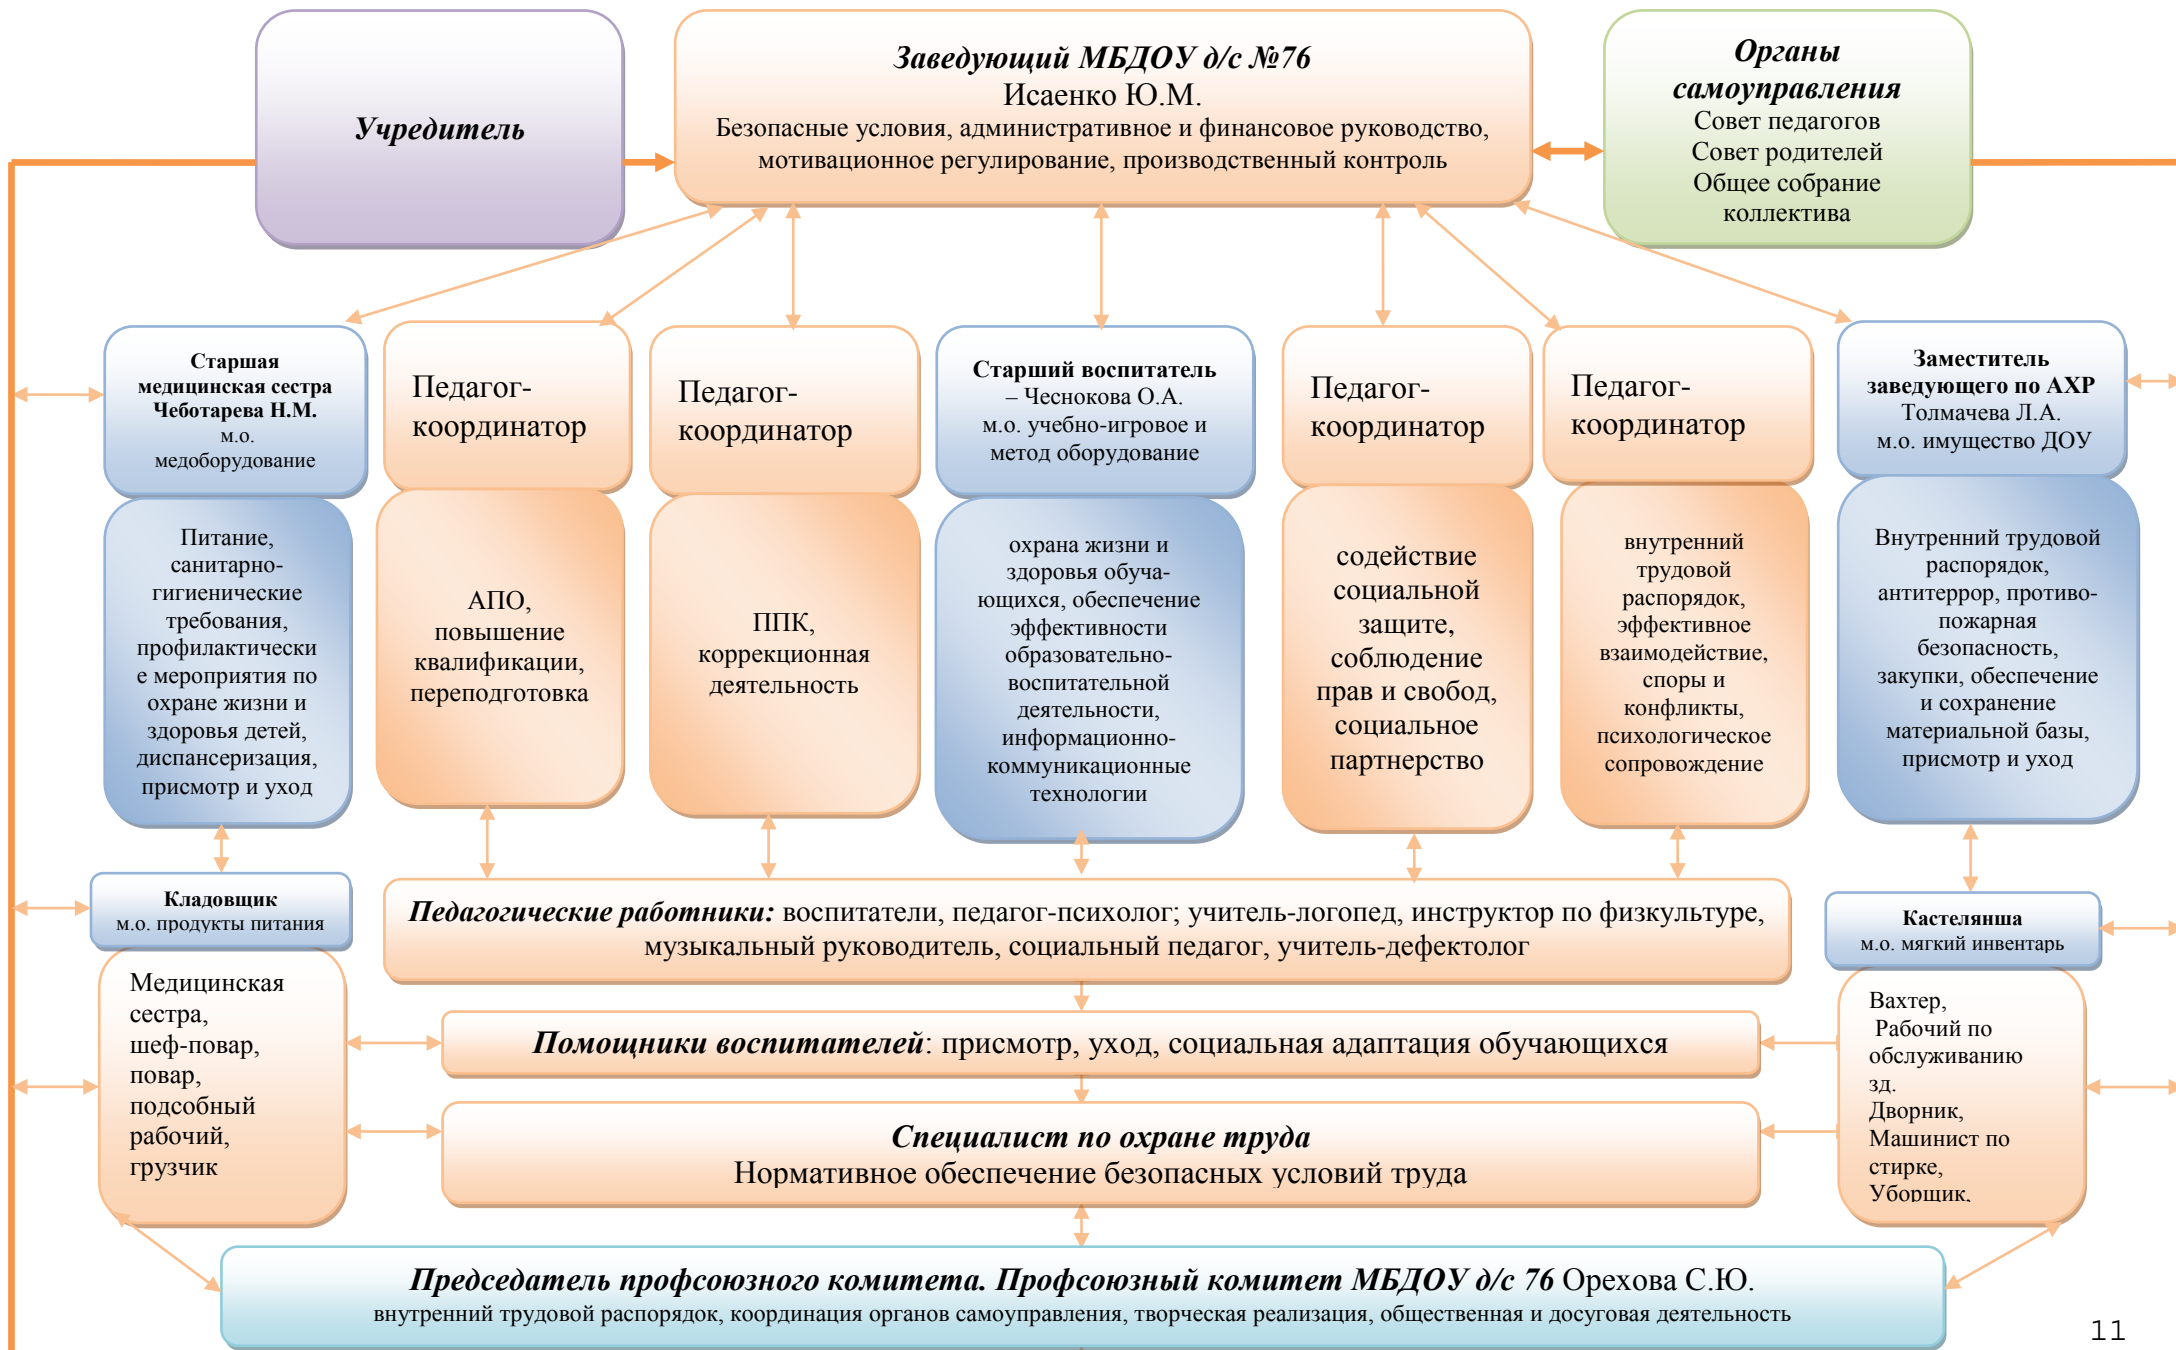 Учредитель
Заведующий МБДОУ д/с №76
Исаенко Ю.М.
Безопасные условия, административное и финансовое руководство,
мотивационное регулирование, производственный контроль
Органы
самоуправления
Совет педагогов
Совет родителей
Общее собрание
коллектива
Старшая
медицинская сестра
Чеботарева Н.М.
м.о.
медоборудование
Педагог-
координатор
Педагог-
координатор
Старший воспитатель
– Чеснокова О.А.
м.о. учебно-игровое и
метод оборудование
Педагог-
координатор
Педагог-
координатор
Заместитель
заведующего по АХР
Толмачева Л.А.
м.о. имущество ДОУ
Питание,
санитарно-
гигиенические
требования,
профилактически
е мероприятия по
охране жизни и
здоровья детей,
диспансеризация,
присмотр и уход
АПО,
повышение
квалификации,
переподготовка
ППК,
коррекционная
деятельность
охрана жизни и
здоровья обуча-
ющихся, обеспечение
эффективности
образовательно-
воспитательной
деятельности,
информационно-
коммуникационные
технологии
содействие
социальной
защите,
соблюдение
прав и свобод,
социальное
партнерство
внутренний
трудовой
распорядок,
эффективное
взаимодействие,
споры и
конфликты,
психологическое
сопровождение
Внутренний трудовой
распорядок,
антитеррор, противо-
пожарная
безопасность,
закупки, обеспечение
и сохранение
материальной базы,
присмотр и уход
Кладовщик
м.о. продукты питания
Педагогические работники: воспитатели, педагог-психолог; учитель-логопед, инструктор по физкультуре,
музыкальный руководитель, социальный педагог, учитель-дефектолог
Кастелянша
м.о. мягкий инвентарь
Медицинская
сестра,
шеф-повар,
повар,
подсобный
рабочий,
грузчик
Помощники воспитателей: присмотр, уход, социальная адаптация обучающихся
Специалист по охране труда
Нормативное обеспечение безопасных условий труда
Вахтер,
Рабочий по
обслуживанию
зд.
Дворник,
Машинист по
стирке,
Уборщик,
Председатель профсоюзного комитета. Профсоюзный комитет МБДОУ д/с 76 Орехова С.Ю.
внутренний трудовой распорядок, координация органов самоуправления, творческая реализация, общественная и досуговая деятельность
11